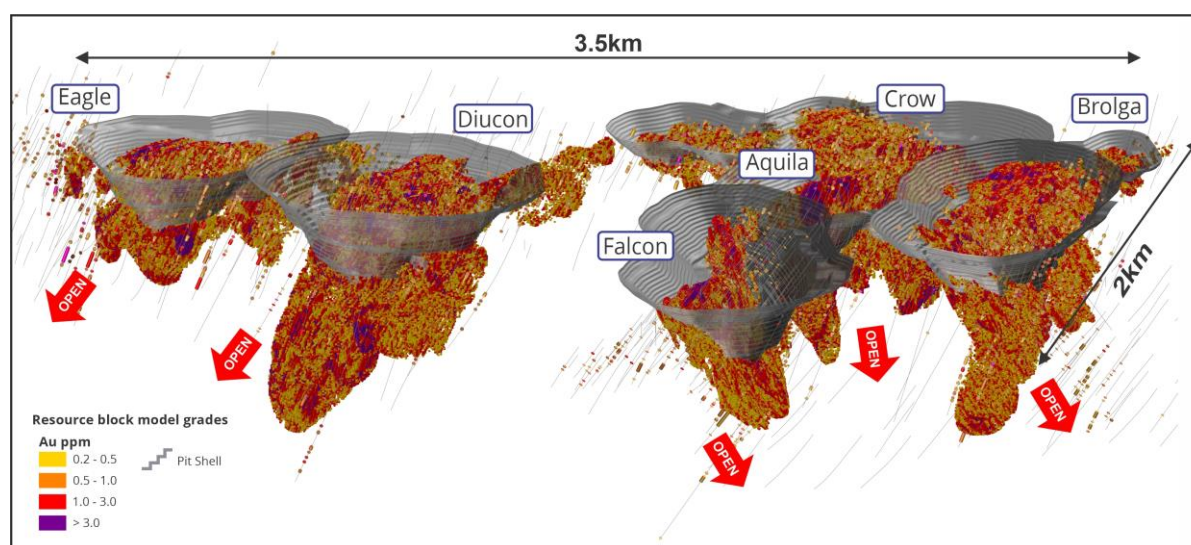 3.5km
Eagle
Diucon
Crow
Brolga
Aquila
Falcon
2km
OPEN
OPEN
OPEN
OPEN
OPEN
Resource block model grades
Au ppm
0.2 - 0.5
Pit Shell
0.5 - 1.0
1.0 - 3.0
> 3.0